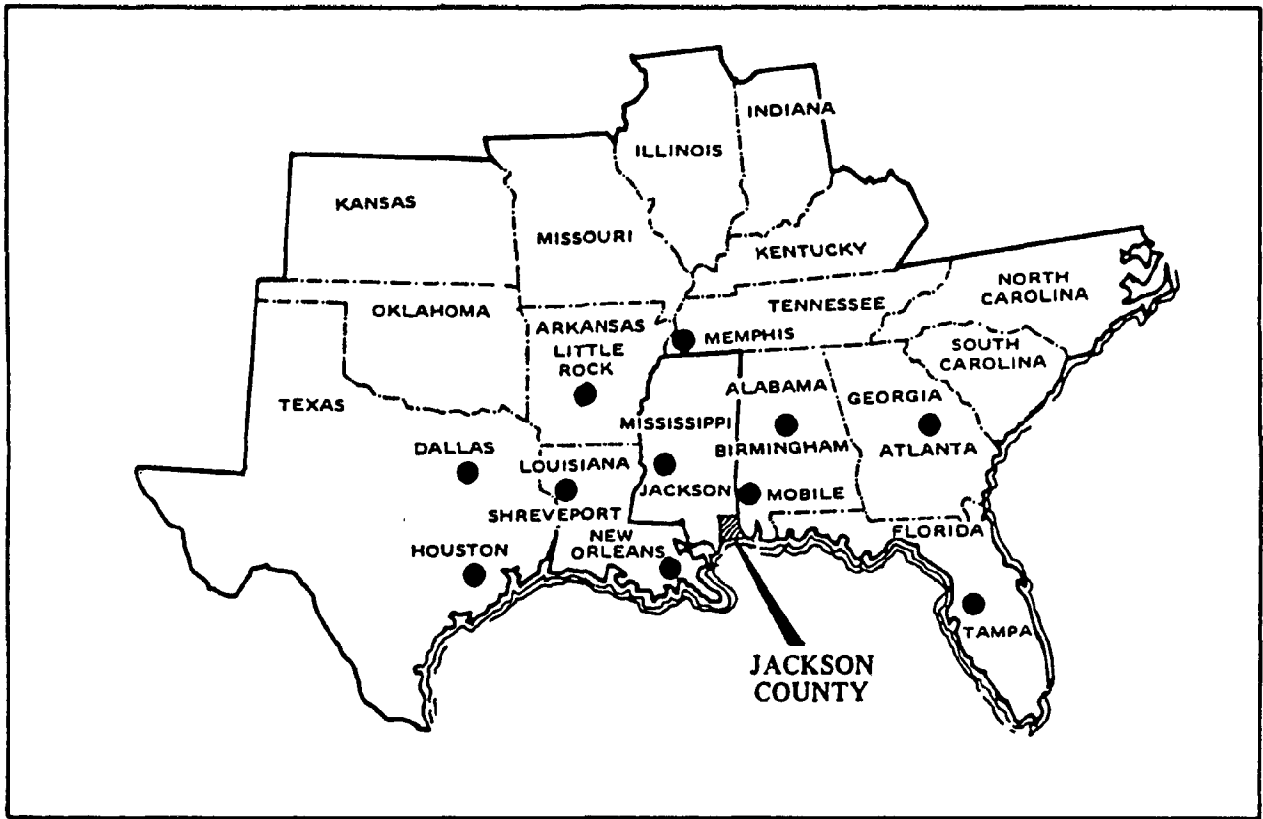 INDIANA
ILLINOIS
KANSAS
MISSOURI
KENTUCKY
NORTH
CAROLINA
TENNESSEE
OKLAHOMA
ARKANSAS
LITTLE
ROCK
MEMPHIS
SOUTH
CAROLINA
ALABAMA
GEORGIA
TEXAS
MISSISSIPPI
DALLAS
BIRMINGHAM
ATLANTA
LOUISIANA
JACKSON
MOBILE
SHREVEPORT
NEW
ORLEANS
FLORIDA
HOUSTON
TAMPA
JACKSON
COUNTY